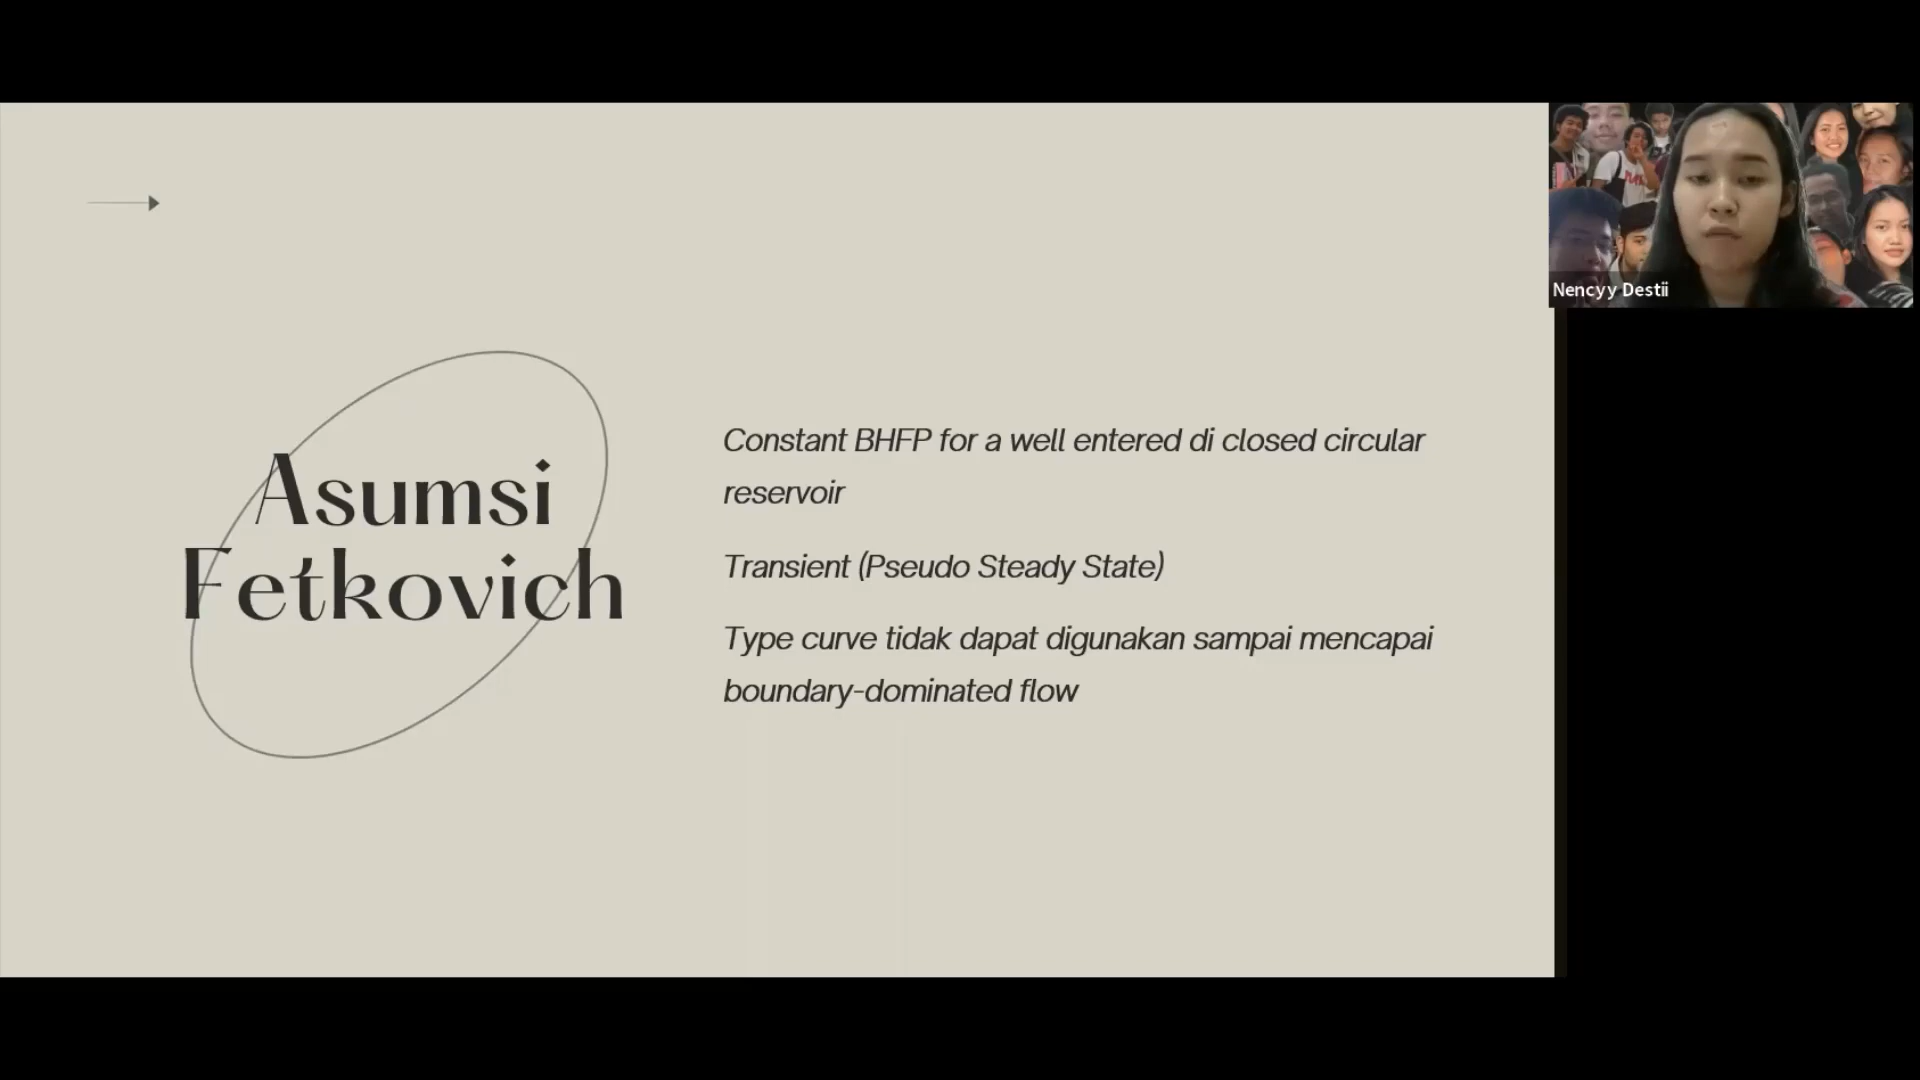 Asumsi
Fetkovich
Constant BHFP for a well entered di closed circular
reservoir
Transient (Pseudo Steady State)
Type curve tidak dapat digunakan sampai mencapai
boundary-dominated flow
Nencyy Destii